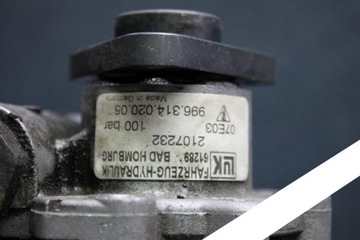 LUK FAHRZEUG-HYDRAULIK
61289 BAD HOMBURG
2107232
100 bar 07E03
996.314.020.05
Made in Germany